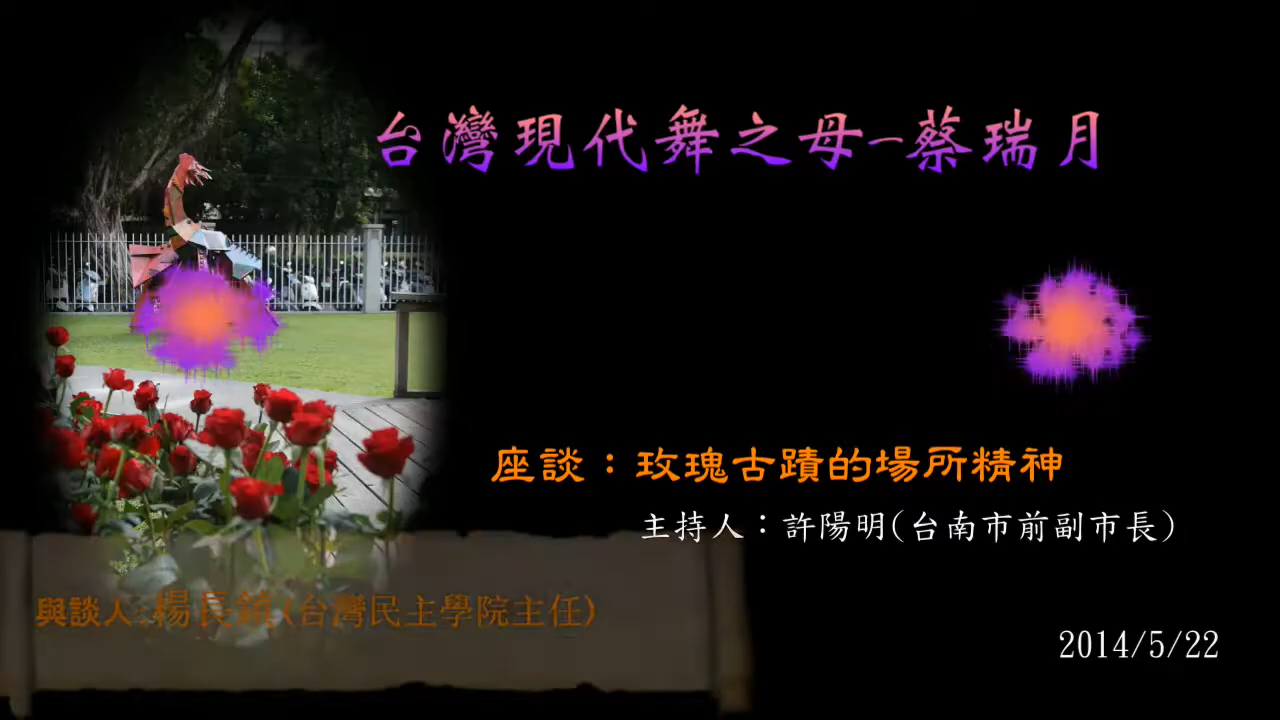 台灣現代舞之母-蔡瑞月
座談：玫瑰古蹟的場所精神
主持人：許陽明(台南市前副市長)
與談人:楊長鎮(台灣民主學院主任)
2014/5/22